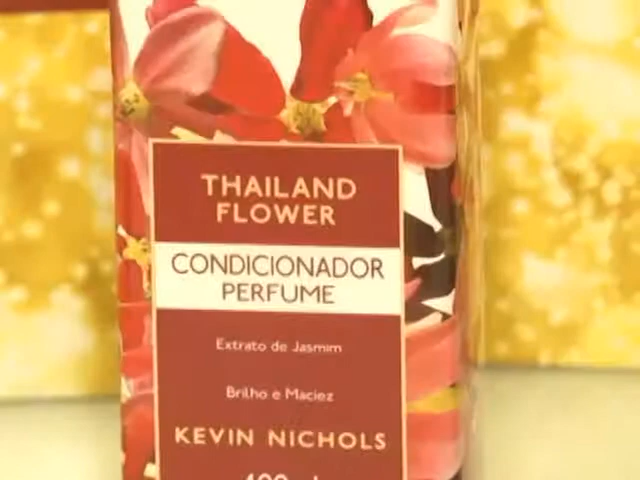 THAILAND
FLOWER
CONDICIONADOR
PERFUME
Extrato de Jasmim
Brilho e Maciez
KEVIN NICHOLS